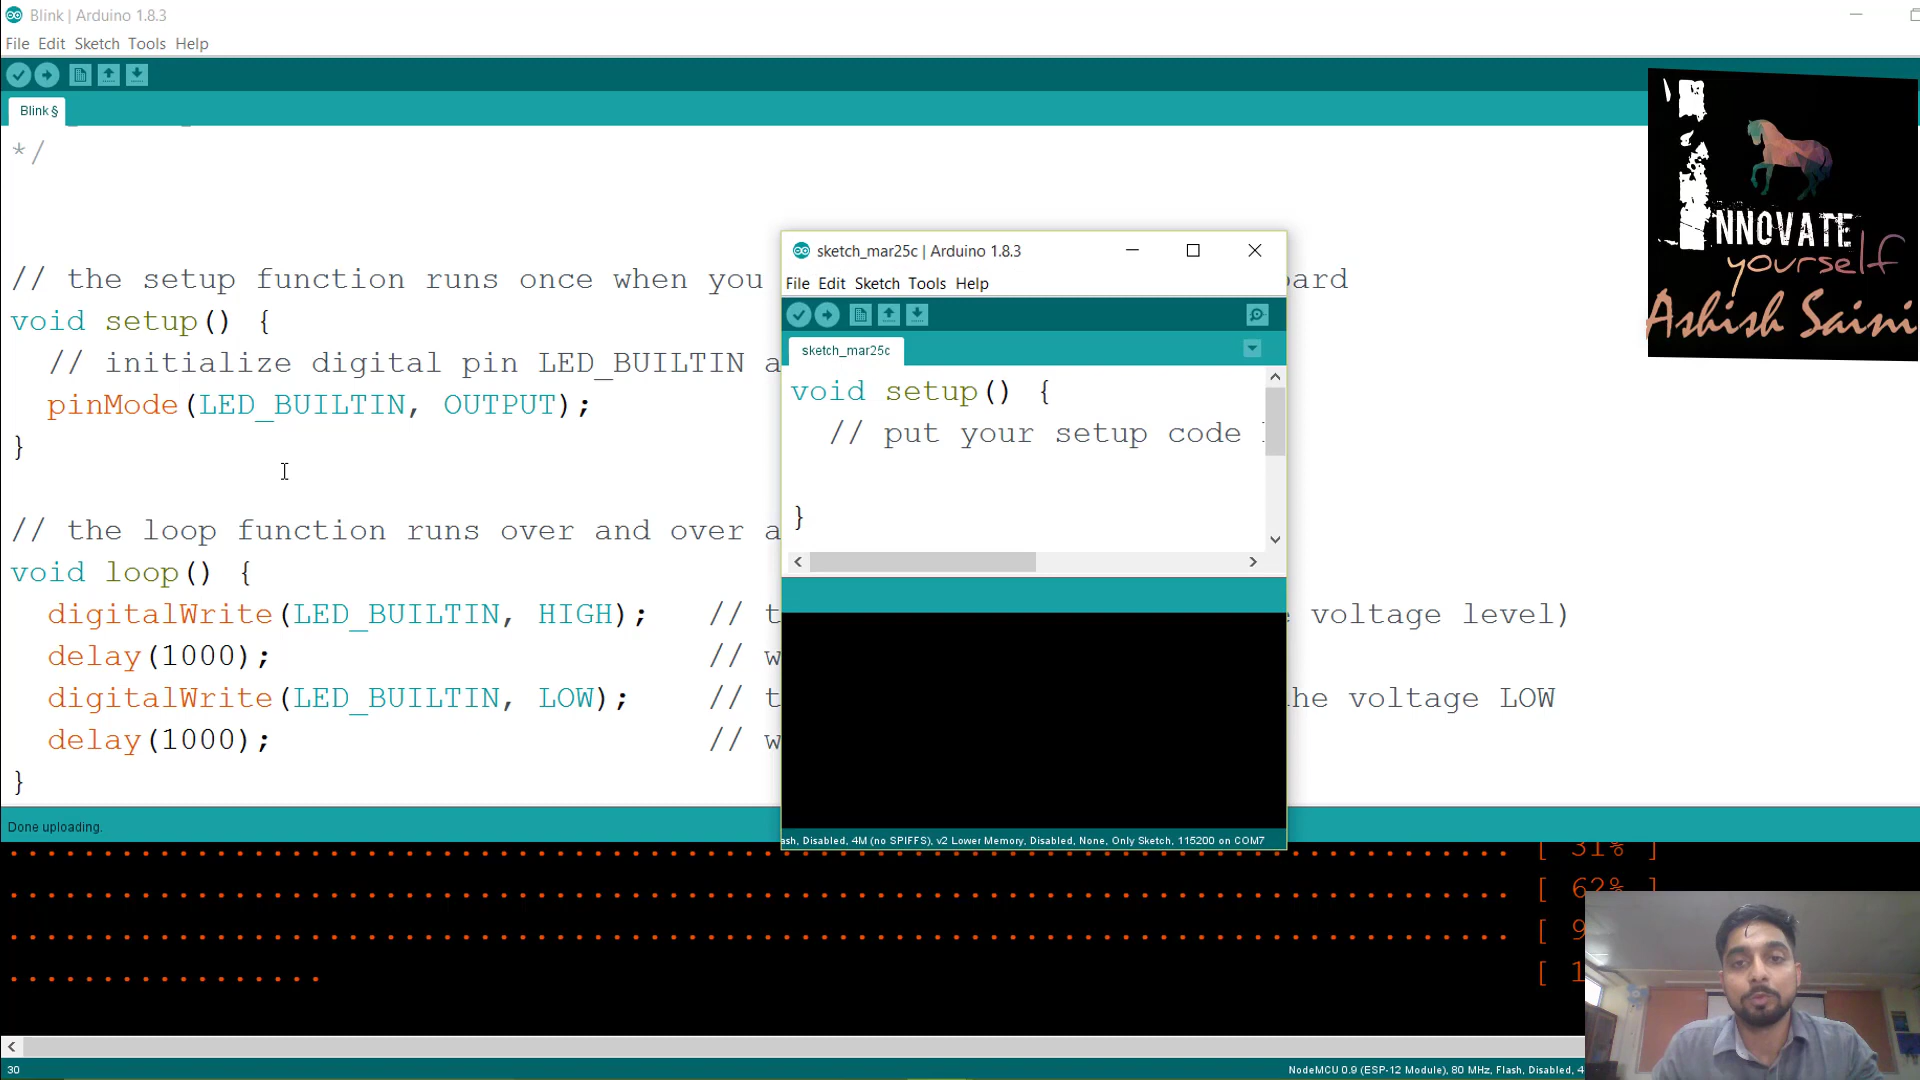 Blink | Arduino 1.8.3
File Edit Sketch Tools Help
Blink §
*/
// the setup function runs once when you
void setup() {
// initialize digital pin LED_BUILTIN a
pinMode(LED_BUILTIN, OUTPUT);
}
// the loop function runs over and over a
void loop() {
digitalWrite(LED_BUILTIN, HIGH); // t voltage level)
delay(1000); // w
digitalWrite(LED_BUILTIN, LOW); // t he voltage LOW
delay(1000); // w
}
Done uploading.
[ 31% ]
[ 62% ]
[ 9
[ 1
30
NodeMCU 0.9 (ESP-12 Module), 80 MHz, Flash, Disabled, 4
sketch_mar25c | Arduino 1.8.3
File Edit Sketch Tools Help
sketch_mar25c
void setup() {
// put your setup code
}
ash, Disabled, 4M (no SPIFFS), v2 Lower Memory, Disabled, None, Only Sketch, 115200 on COM7
INNOVATE
yourself
Ashish Saini